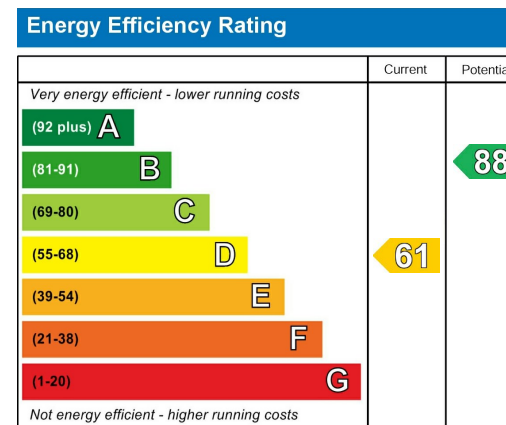 Energy Efficiency Rating
Current Potentia
Very energy efficient - lower running costs
(92 plus) A
(81-91) B
88
(69-80) C
(55-68) D
61
(39-54) E
(21-38) F
(1-20) G
Not energy efficient - higher running costs